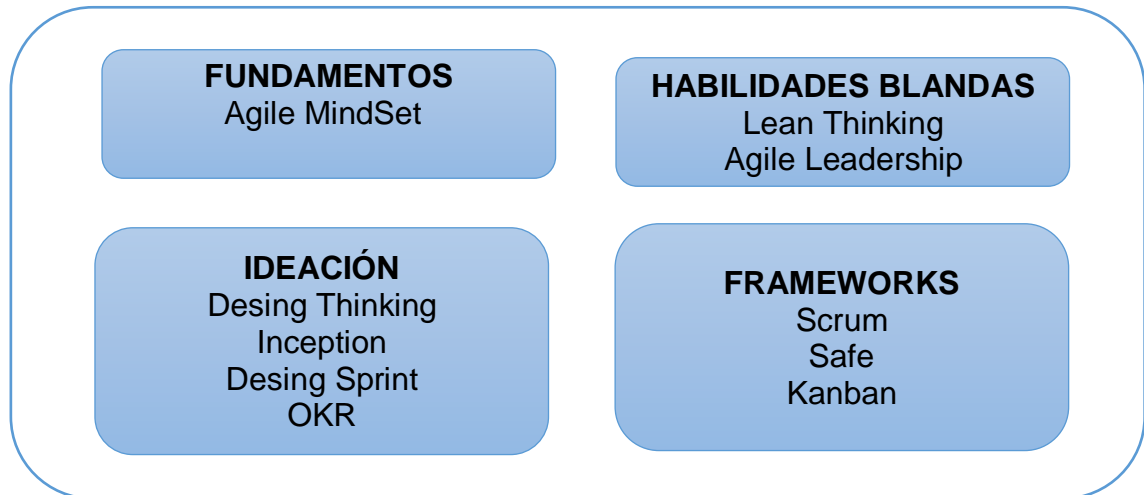 FUNDAMENTOS
Agile MindSet
HABILIDADES BLANDAS
Lean Thinking
Agile Leadership
IDEACIÓN
Desing Thinking
Inception
Desing Sprint
OKR
FRAMEWORKS
Scrum
Safe
Kanban